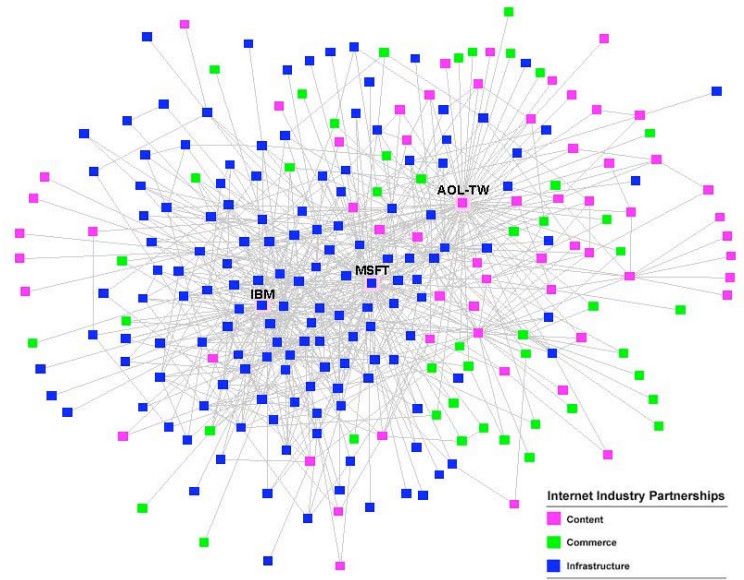 AOL-TW
MSFT
IBM
Internet Industry Partnerships
Content
Commerce
Infrastructure